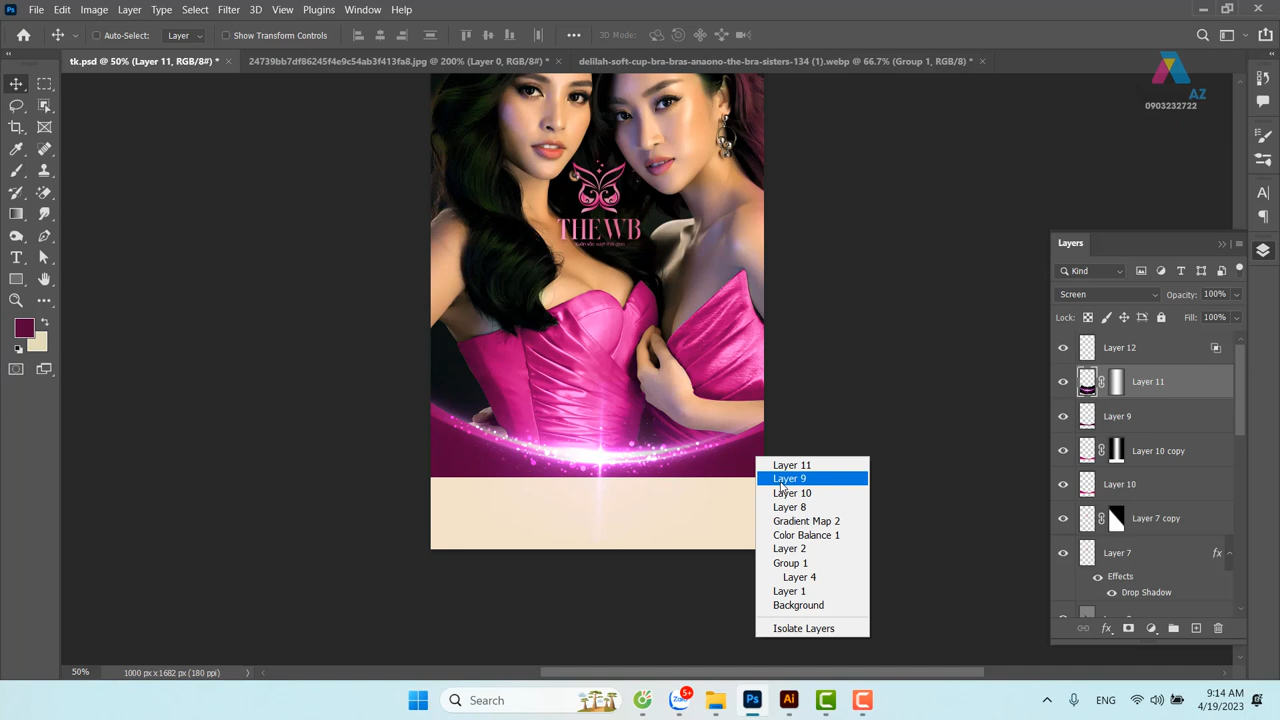 File Edit Image Layer Type Select Filter 3D View Plugins Window Help
Auto-Select: Layer Show Transform Controls 3D Mode:
tk.psd @ 50% (Layer 11, RGB/8#) * × 24739bb7df86245f4e9c54ab3f413fa8.jpg @ 200% (Layer 0, RGB/8#) * × delilah-soft-cup-bra-bras-anaono-the-bra-sisters-134 (1).webp @ 66.7% (Group 1, RGB/8) * ×
AZ
0903232722
THEWB
Layers
Kind
Screen Opacity: 100%
Lock: Fill: 100%
Layer 12
Layer 11
Layer 9
Layer 10 copy
Layer 10
Layer 7 copy
Layer 7 fx
Effects
Drop Shadow
Layer 11
Layer 9
Layer 10
Layer 8
Gradient Map 2
Color Balance 1
Layer 2
Group 1
Layer 4
Layer 1
Background
Isolate Layers
50% 1000 px x 1682 px (180 ppi)
Search
5+
Zalo
Ps
Ai
ENG
9:14 AM
4/19/2023